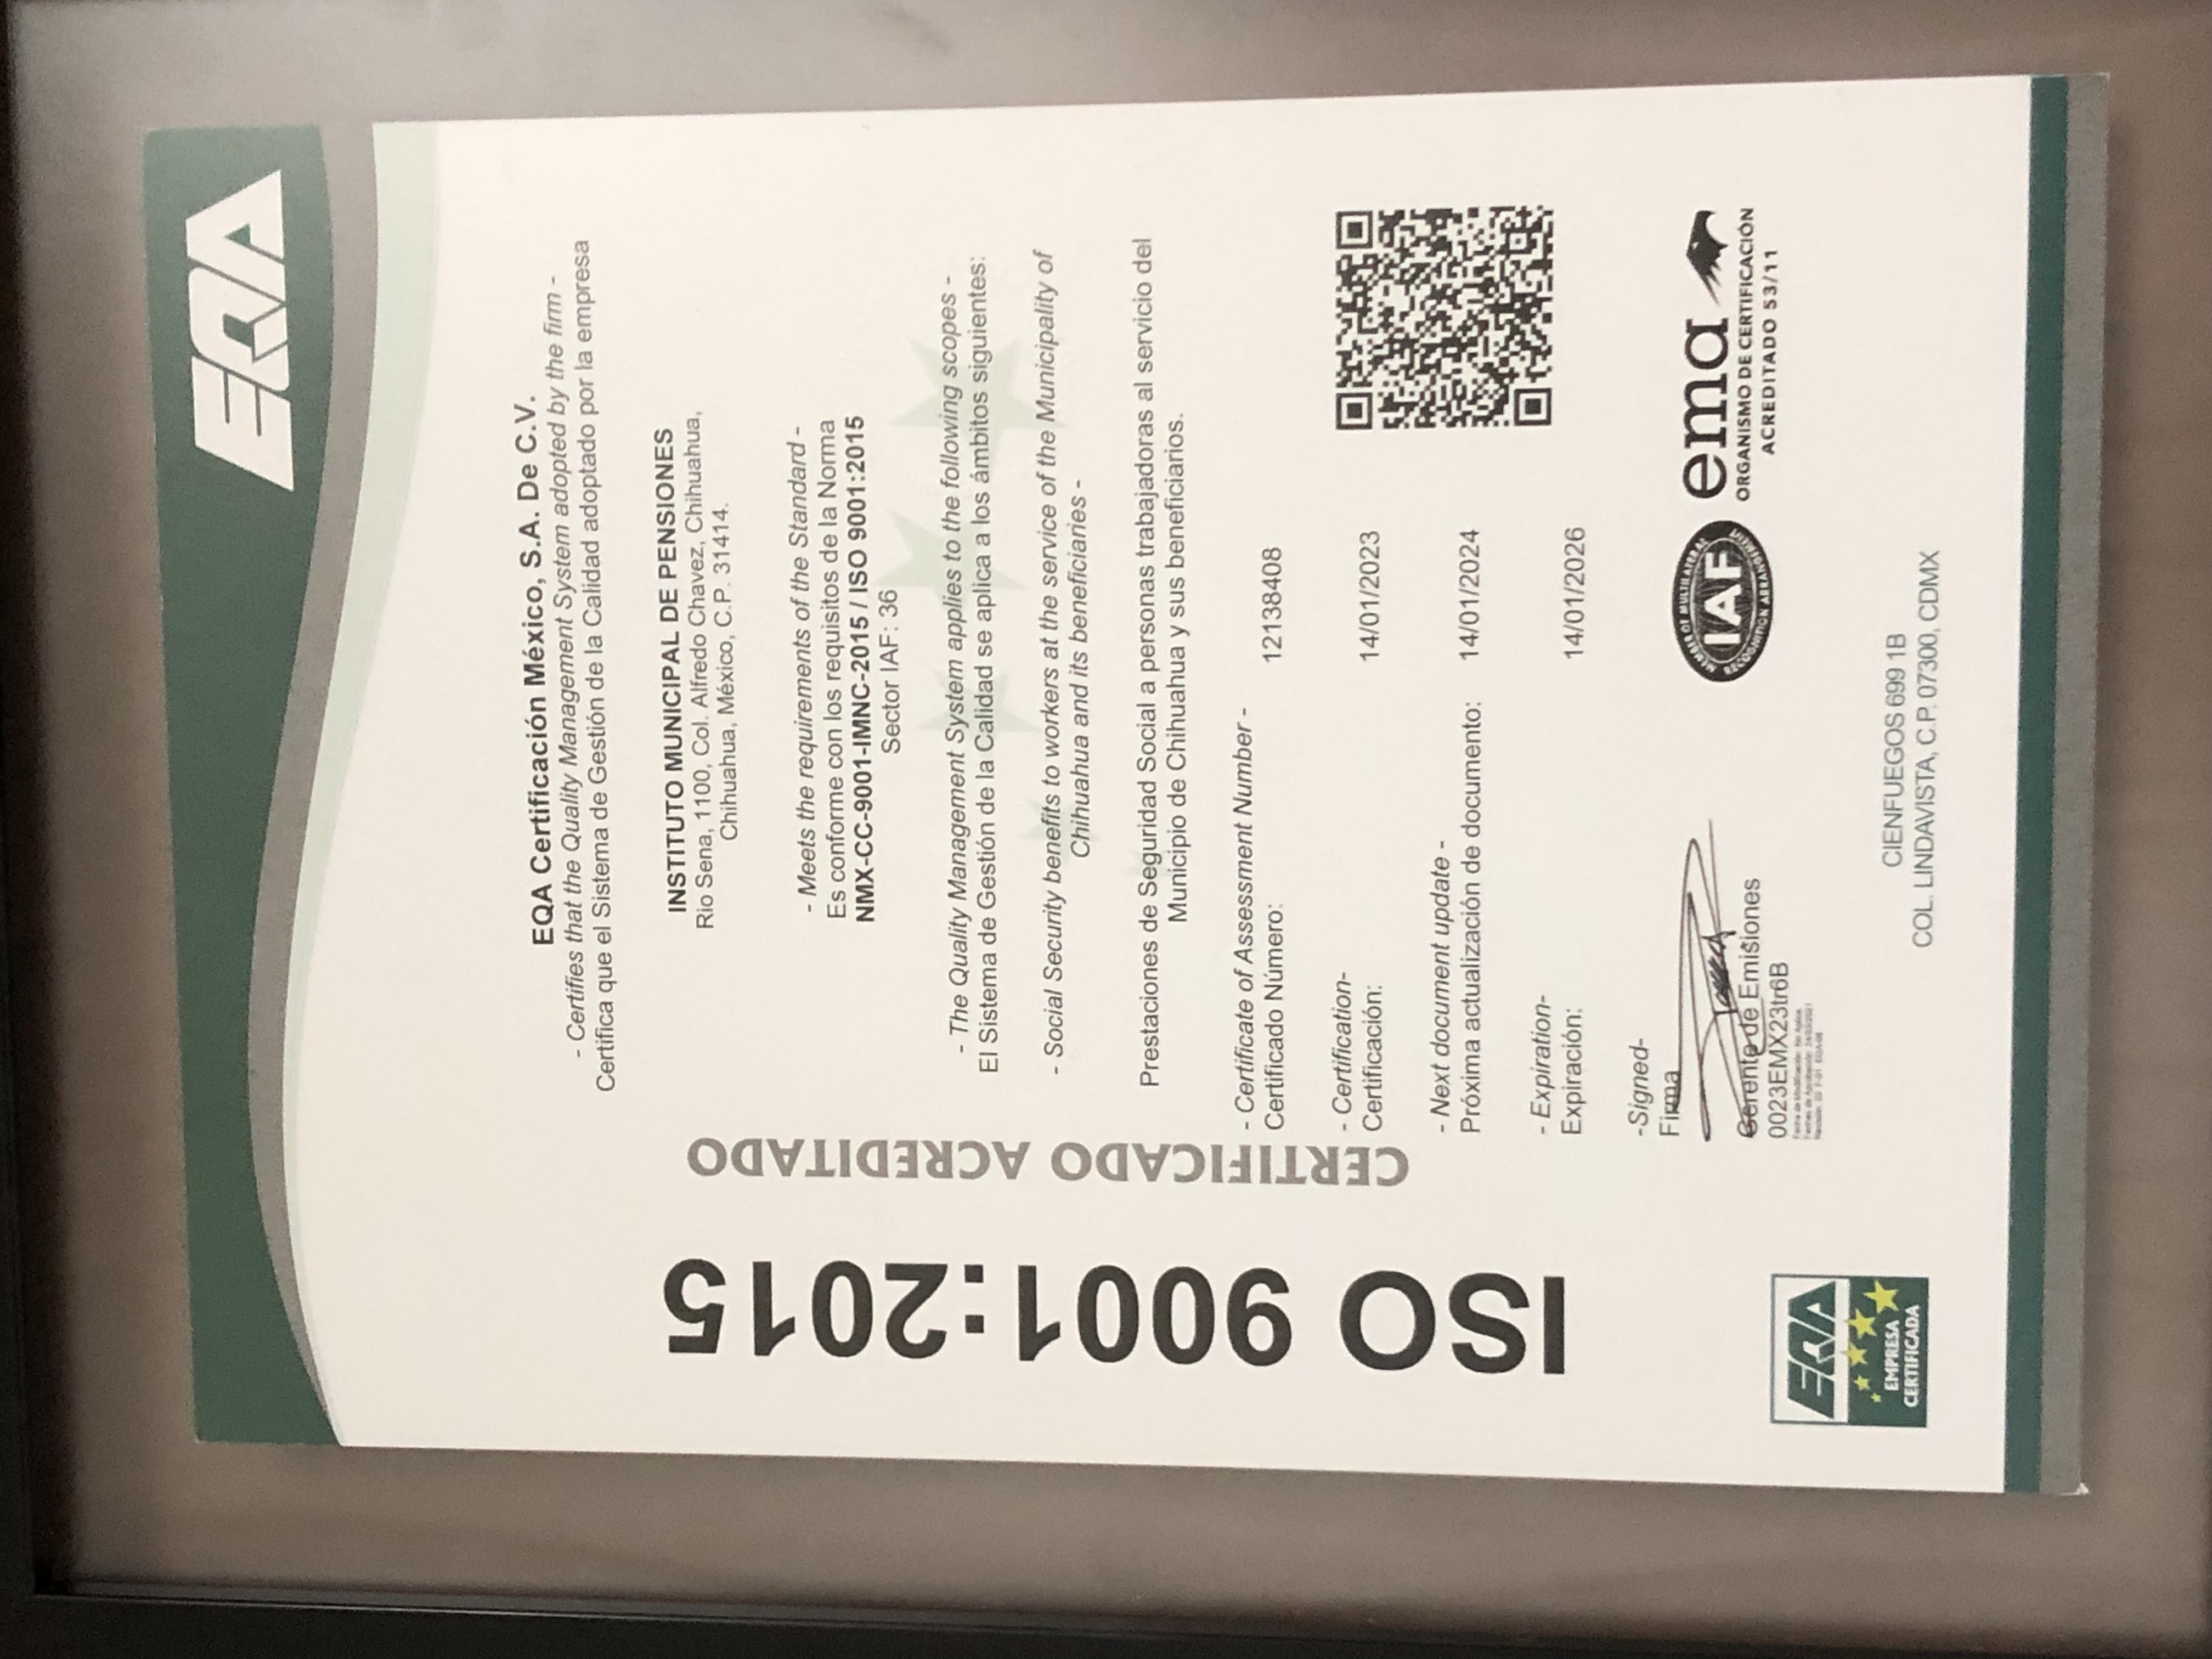 EQA
EQA Certificación México, S.A. De C.V.
- Certifies that the Quality Management System adopted by the firm -
Certifica que el Sistema de Gestión de la Calidad adoptado por la empresa
INSTITUTO MUNICIPAL DE PENSIONES
Rio Sena, 1100, Col. Alfredo Chavez, Chihuahua,
Chihuahua, México, C.P. 31414.
- Meets the requirements of the Standard -
Es conforme con los requisitos de la Norma
NMX-CC-9001-IMNC-2015 / ISO 9001:2015
Sector IAF: 36
- The Quality Management System applies to the following scopes -
El Sistema de Gestión de la Calidad se aplica a los ámbitos siguientes:
- Social Security benefits to workers at the service of the Municipality of
Chihuahua and its beneficiaries -
Prestaciones de Seguridad Social a personas trabajadoras al servicio del
Municipio de Chihuahua y sus beneficiarios.
- Certificate of Assessment Number -
Certificado Número: 12138408
- Certification-
Certificación: 14/01/2023
- Next document update -
Próxima actualización de documento: 14/01/2024
- Expiration-
Expiración: 14/01/2026
-Signed-
Firma
Gerente de Emisiones
0023EMX23tr6B
MEMBER OF MULTILATERAL
IAF
RECOGNITION ARRANGEMENT
ema
ORGANISMO DE CERTIFICACIÓN
ACREDITADO 53/11
CIENFUEGOS 699 1B
COL. LINDAVISTA, C.P. 07300, CDMX
ISO 9001:2015
CERTIFICADO ACREDITADO
EQA
EMPRESA
CERTIFICADA